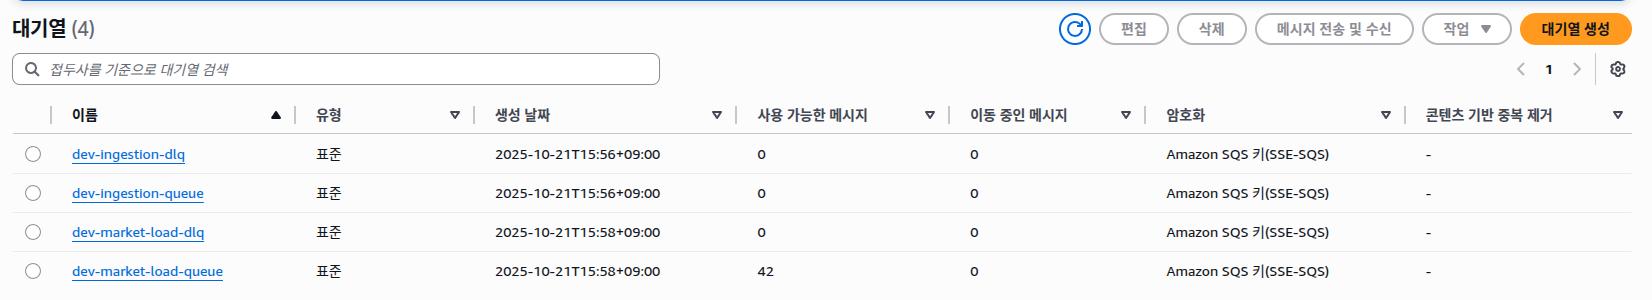 대기열 (4)
편집 삭제 메시지 전송 및 수신 작업 대기열 생성
접두사를 기준으로 대기열 검색
1
이름 유형 생성 날짜 사용 가능한 메시지 이동 중인 메시지 암호화 콘텐츠 기반 중복 제거
dev-ingestion-dlq 표준 2025-10-21T15:56+09:00 0 0 Amazon SQS 키(SSE-SQS) -
dev-ingestion-queue 표준 2025-10-21T15:56+09:00 0 0 Amazon SQS 키(SSE-SQS) -
dev-market-load-dlq 표준 2025-10-21T15:58+09:00 0 0 Amazon SQS 키(SSE-SQS) -
dev-market-load-queue 표준 2025-10-21T15:58+09:00 42 0 Amazon SQS 키(SSE-SQS) -